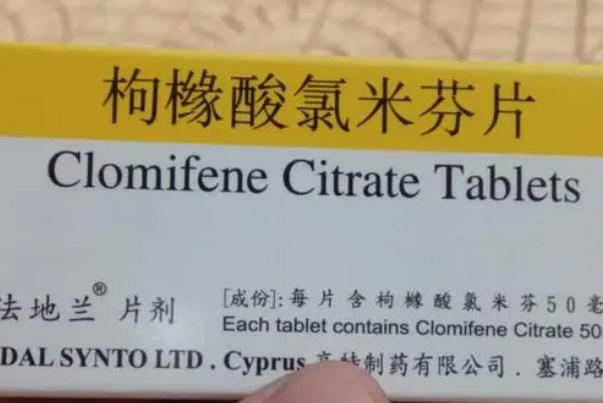 枸橼酸氯米芬片
Clomifene Citrate Tablets
法地兰® 片剂
[成份]:每片含枸橼酸氯米芬50毫
Each tablet contains Clomifene Citrate 50
DAL SYNTO LTD . Cyprus 高特制药有限公司 . 塞浦路